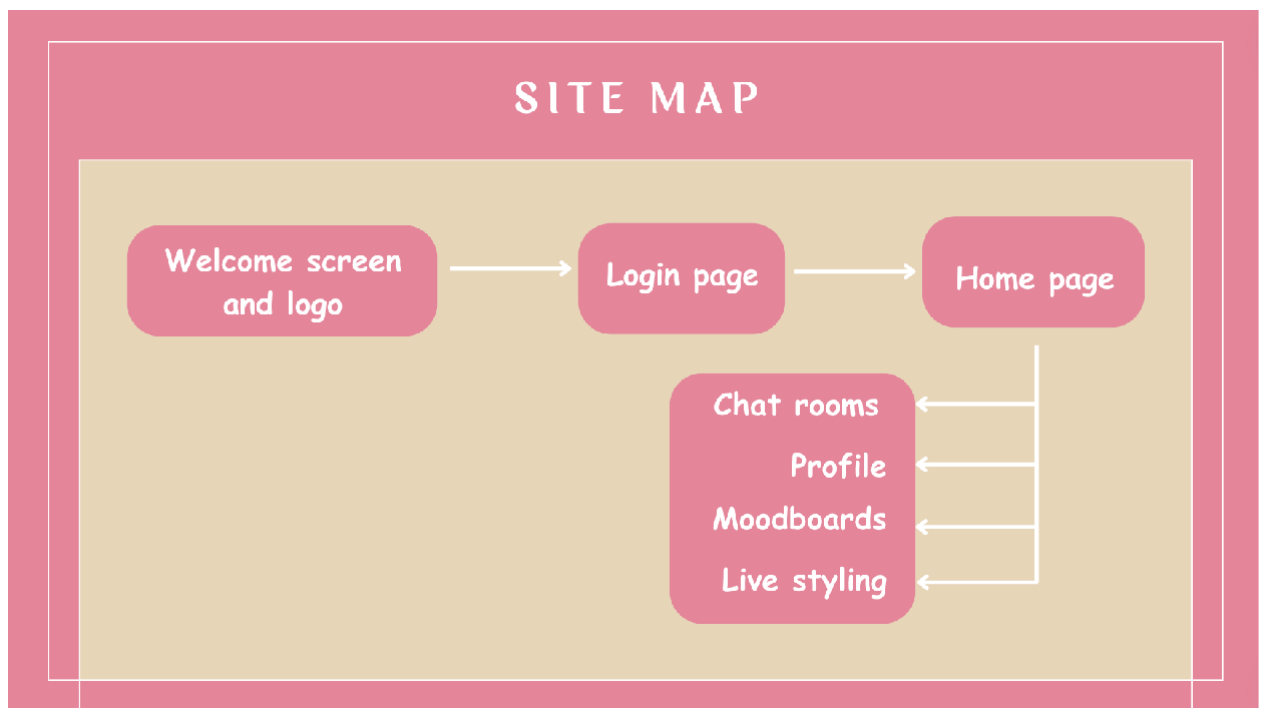 SITE MAP
Welcome screen
and logo
Login page
Home page
Chat rooms
Profile
Moodboards
Live styling